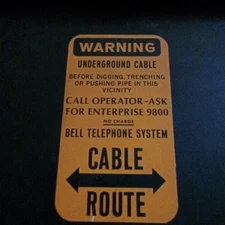 WARNING
UNDERGROUND CABLE
BEFORE DIGGING, TRENCHING
OR PUSHING PIPE IN THIS
VICINITY
CALL OPERATOR-ASK
FOR ENTERPRISE 9800
NO CHARGE
BELL TELEPHONE SYSTEM
CABLE
ROUTE